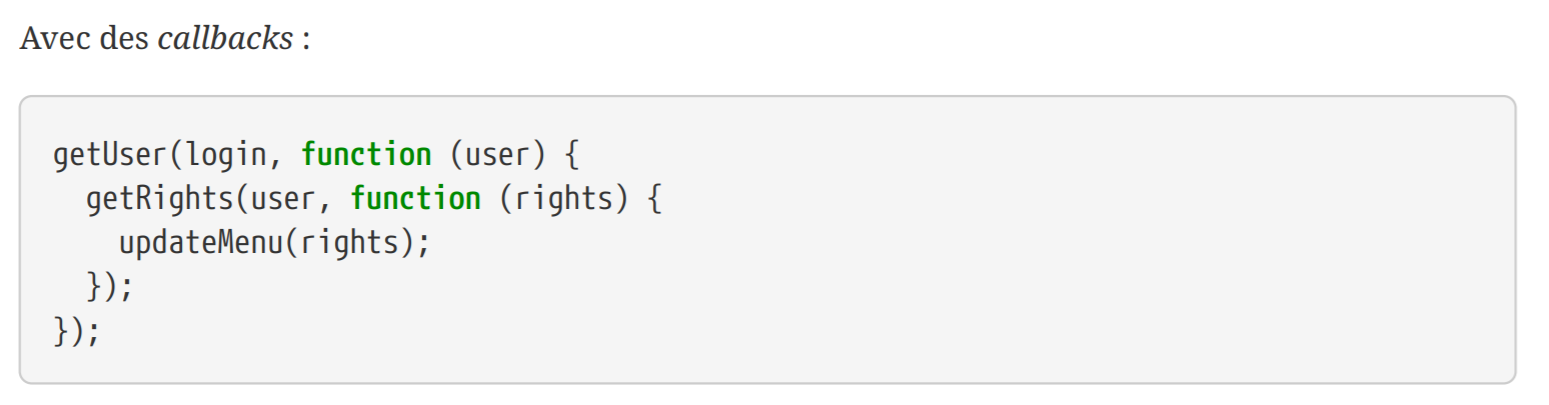 Avec des callbacks :
getUser(login, function (user) {
  getRights(user, function (rights) {
    updateMenu(rights);
  });
});